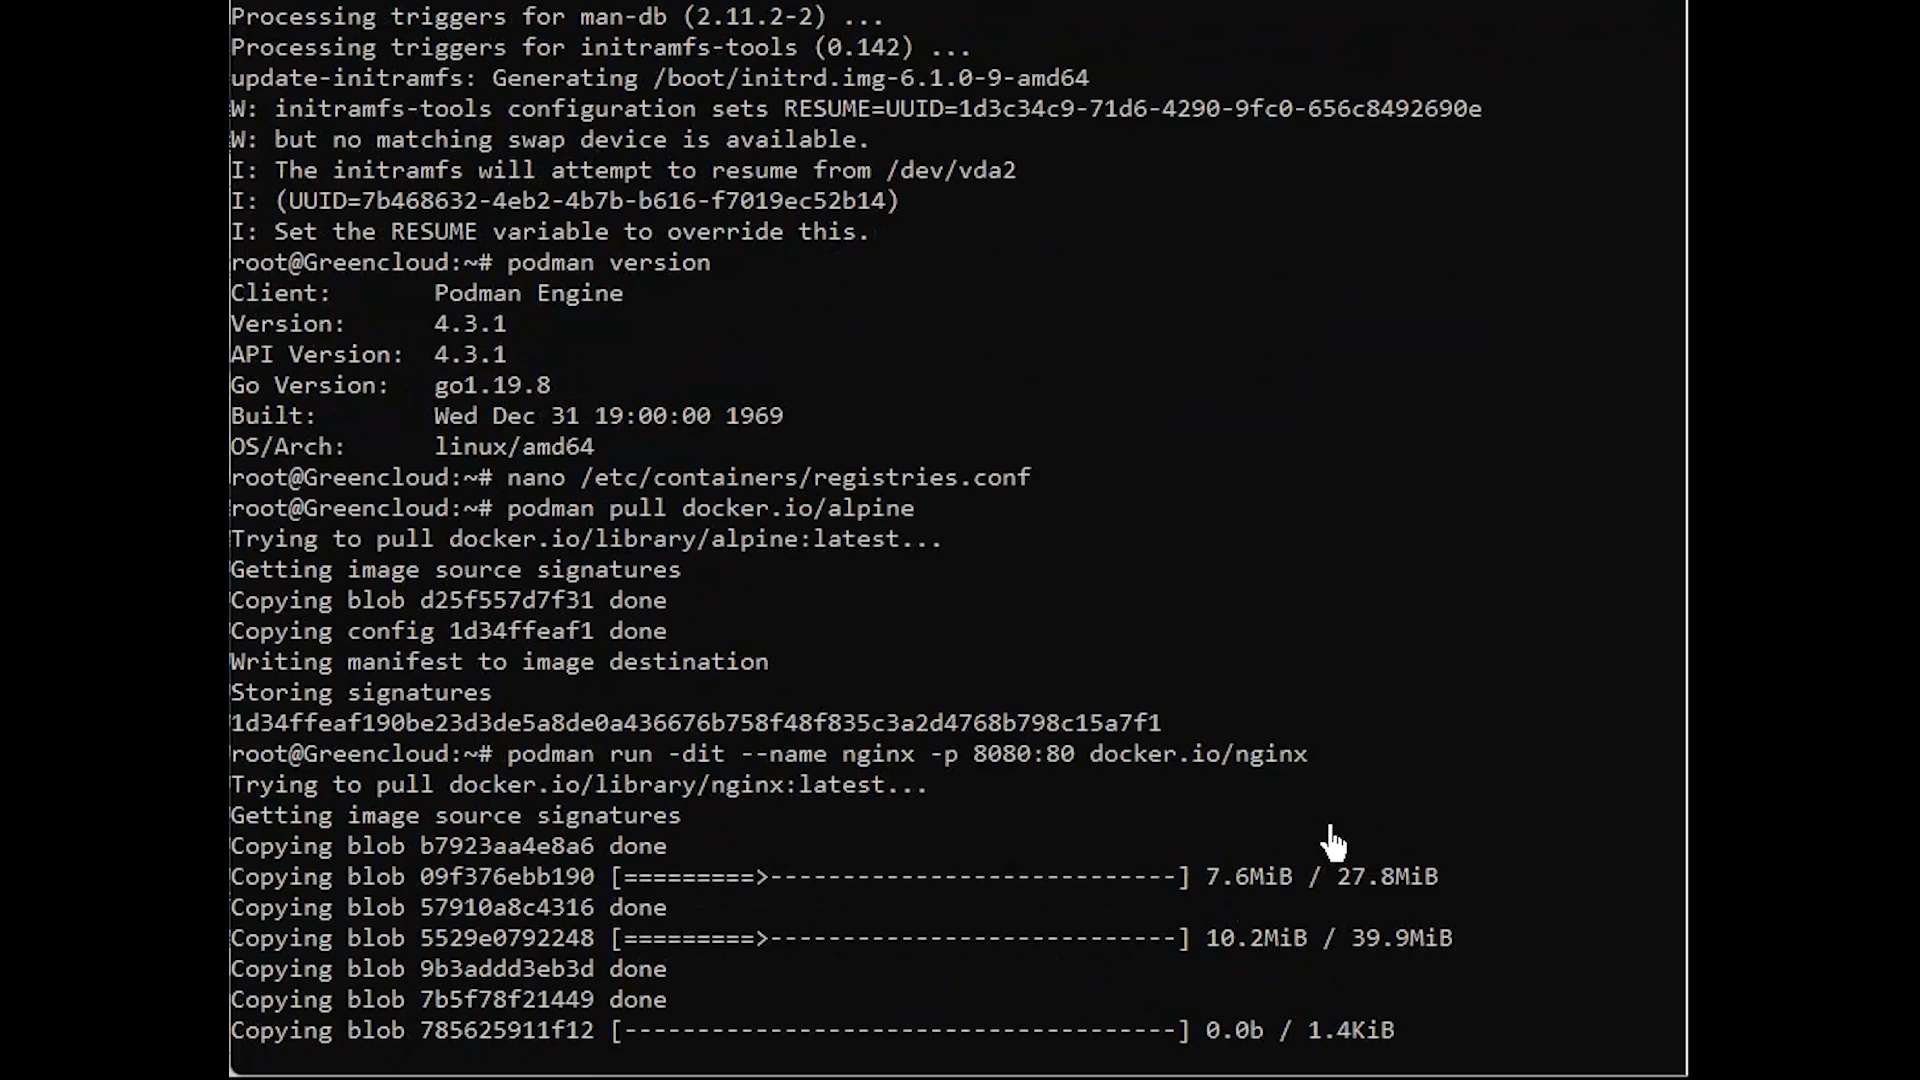 Processing triggers for man-db (2.11.2-2) ...
Processing triggers for initramfs-tools (0.142) ...
update-initramfs: Generating /boot/initrd.img-6.1.0-9-amd64
W: initramfs-tools configuration sets RESUME=UUID=1d3c34c9-71d6-4290-9fc0-656c8492690e
W: but no matching swap device is available.
I: The initramfs will attempt to resume from /dev/vda2
I: (UUID=7b468632-4eb2-4b7b-b616-f7019ec52b14)
I: Set the RESUME variable to override this.
root@Greencloud:~# podman version
Client:       Podman Engine
Version:      4.3.1
API Version:  4.3.1
Go Version:   go1.19.8
Built:        Wed Dec 31 19:00:00 1969
OS/Arch:      linux/amd64
root@Greencloud:~# nano /etc/containers/registries.conf
root@Greencloud:~# podman pull docker.io/alpine
Trying to pull docker.io/library/alpine:latest...
Getting image source signatures
Copying blob d25f557d7f31 done
Copying config 1d34ffeaf1 done
Writing manifest to image destination
Storing signatures
1d34ffeaf190be23d3de5a8de0a436676b758f48f835c3a2d4768b798c15a7f1
root@Greencloud:~# podman run -dit --name nginx -p 8080:80 docker.io/nginx
Trying to pull docker.io/library/nginx:latest...
Getting image source signatures
Copying blob b7923aa4e8a6 done
Copying blob 09f376ebb190 [=========>----------------------------] 7.6MiB / 27.8MiB
Copying blob 57910a8c4316 done
Copying blob 5529e0792248 [=========>----------------------------] 10.2MiB / 39.9MiB
Copying blob 9b3addd3eb3d done
Copying blob 7b5f78f21449 done
Copying blob 785625911f12 [--------------------------------------] 0.0b / 1.4KiB